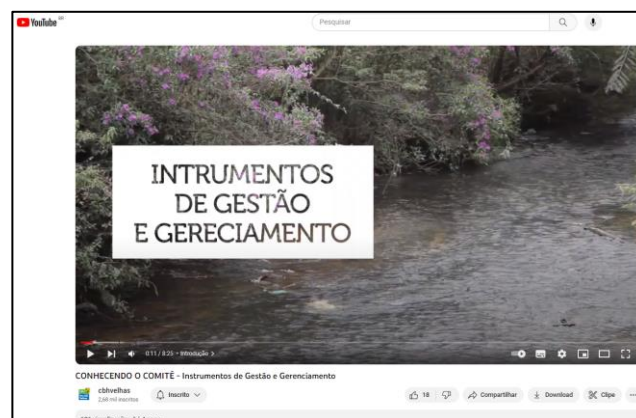 YouTube BR
Pesquisar
INTRUMENTOS
DE GESTÃO
E GERECIAMENTO
0:11 / 8:23 • Introdução >
CONHECENDO O COMITÊ - Instrumentos de Gestão e Gerenciamento
cbhvelhas
2,68 mil inscritos
Inscrito
18
Compartilhar
Download
Clipe